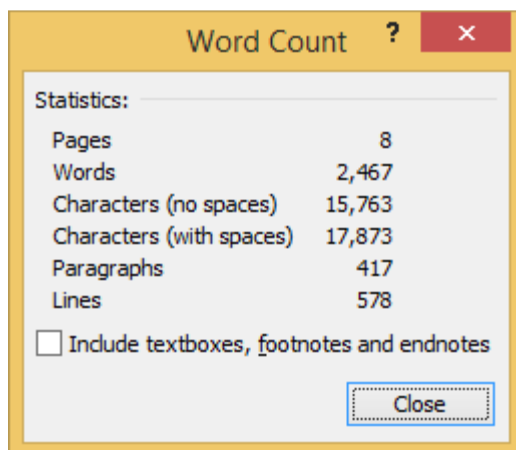 Word Count ? ×
Statistics:
Pages 8
Words 2,467
Characters (no spaces) 15,763
Characters (with spaces) 17,873
Paragraphs 417
Lines 578
Include textboxes, footnotes and endnotes
Close